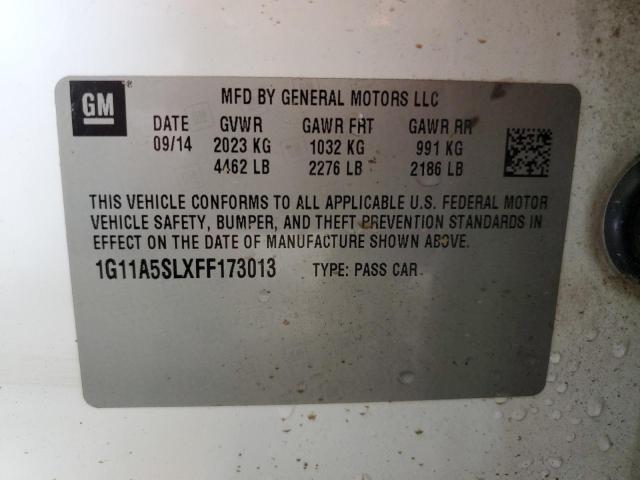 GM
MFD BY GENERAL MOTORS LLC
DATE GVWR GAWR FRT GAWR RR
09/14 2023 KG 1032 KG 991 KG
4462 LB 2276 LB 2186 LB
THIS VEHICLE CONFORMS TO ALL APPLICABLE U.S. FEDERAL MOTOR
VEHICLE SAFETY, BUMPER, AND THEFT PREVENTION STANDARDS IN
EFFECT ON THE DATE OF MANUFACTURE SHOWN ABOVE.
1G11A5SLXFF173013 TYPE: PASS CAR